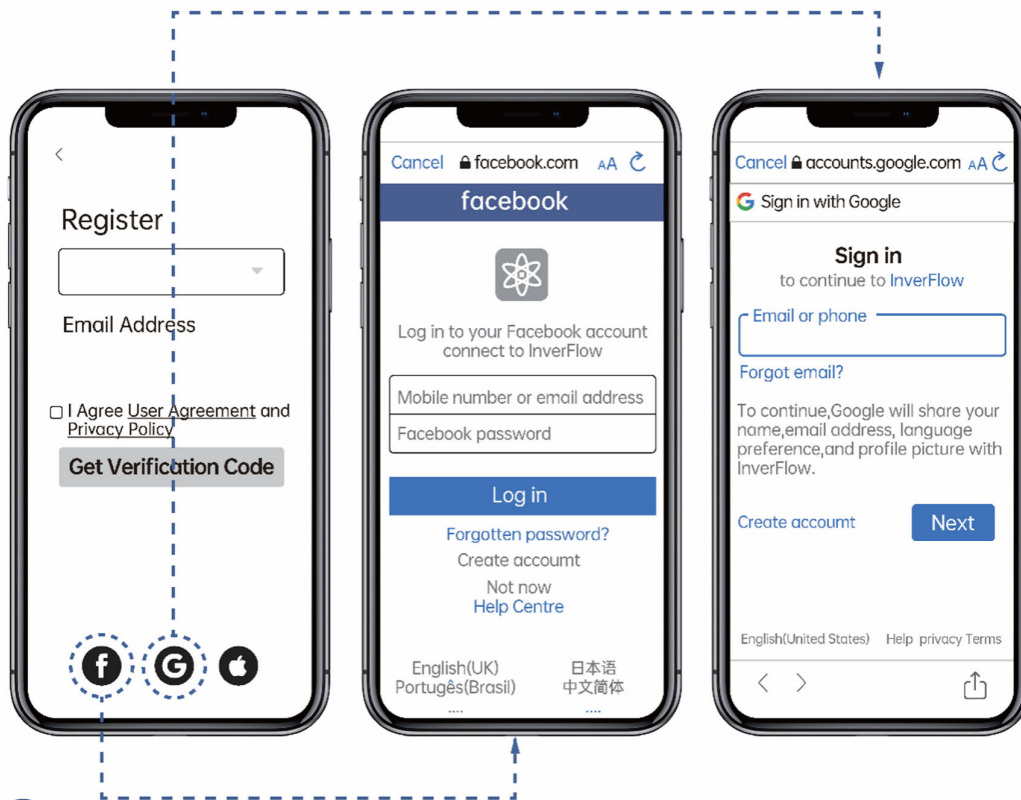 Register
Email Address
I Agree User Agreement and
Privacy Policy
Get Verification Code
Cancel facebook.com AA
facebook
Log in to your Facebook account
connect to InverFlow
Mobile number or email address
Facebook password
Log in
Forgotten password?
Create accoumt
Not now
Help Centre
English(UK) 日本语
Portugês(Brasil) 中文简体
.... ....
Cancel accounts.google.com AA
G Sign in with Google
Sign in
to continue to InverFlow
Email or phone
Forgot email?
To continue,Google will share your
name,email address, language
preference,and profile picture with
InverFlow.
Create accoumt Next
English(United States) Help privacy Terms